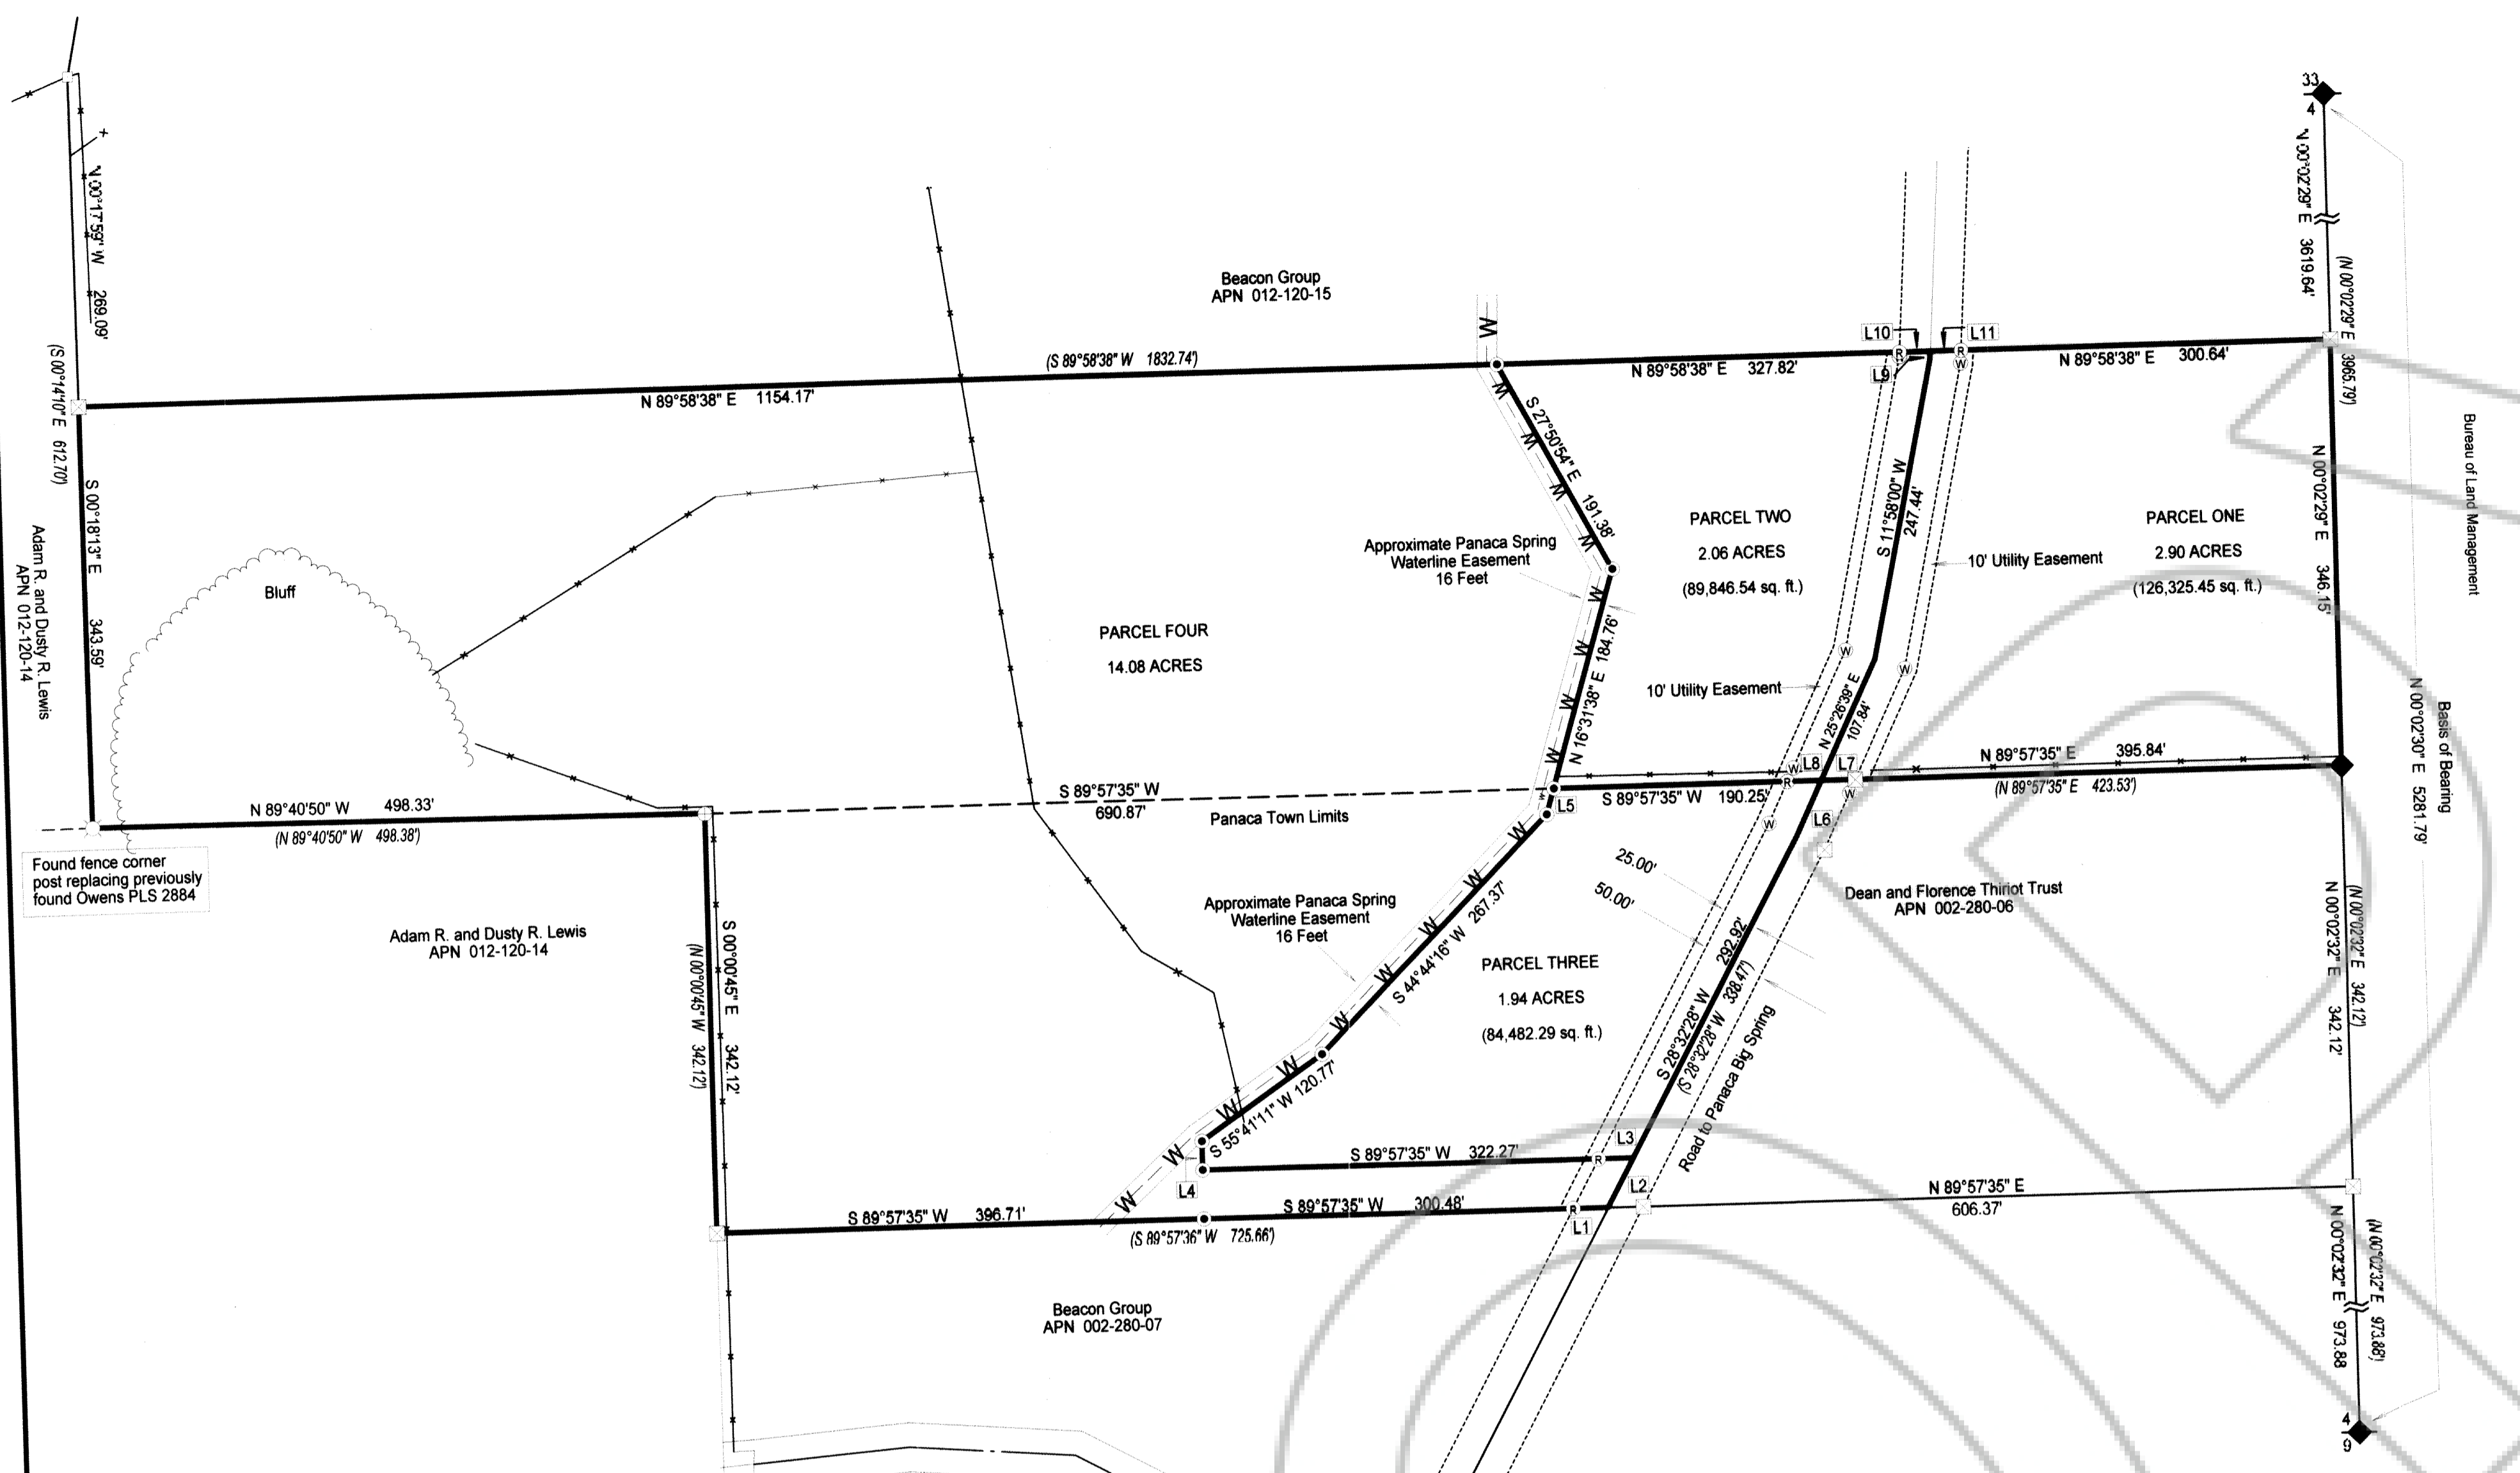 33
4
N 00°02'29" E 3619.64'
(N 00°02'29" E 3965.79')
N 00°17'59" W 269.09'
Beacon Group
APN 012-120-15
W
L10
L11
L9
R
R
W
(S 89°58'38" W 1832.74')
N 89°58'38" E 1154.17'
N 89°58'38" E 327.82'
N 89°58'38" E 300.64'
(S 00°14'10" E 612.70')
S 00°18'13" E 343.59'
Adam R. and Dusty R. Lewis
APN 012-120-14
Bluff
S 27°50'54" E 191.38'
W
W
W
W
Approximate Panaca Spring
Waterline Easement
16 Feet
PARCEL TWO
2.06 ACRES
(89,846.54 sq. ft.)
S 11°58'00" W
247.44'
10' Utility Easement
PARCEL ONE
2.90 ACRES
(126,325.45 sq. ft.)
N 00°02'29" E 346.15'
Bureau of Land Management
Basis of Bearing
N 00°02'30" E 5281.79'
PARCEL FOUR
14.08 ACRES
W
W
W
W
N 16°31'38" E 184.76'
10' Utility Easement
W
W
N 25°26'39" E
107.84'
L8
L7
W
R
W
N 89°57'35" E 395.84'
(N 89°57'35" E 423.53')
S 89°57'35" W
690.87'
Panaca Town Limits
W
L5
S 89°57'35" W 190.25'
L6
W
N 89°40'50" W 498.33'
(N 89°40'50" W 498.38')
Found fence corner
post replacing previously
found Owens PLS 2884
Adam R. and Dusty R. Lewis
APN 012-120-14
S 00°00'45" E 342.12'
(N 00°00'45" W 342.12')
Approximate Panaca Spring
Waterline Easement
16 Feet
W
W
W
W
W
S 44°44'16" W 267.37'
25.00'
50.00'
PARCEL THREE
1.94 ACRES
(84,482.29 sq. ft.)
S 28°32'28" W 292.92'
(S 28°32'28" W 338.47')
Road to Panaca Big Spring
Dean and Florence Thiriot Trust
APN 002-280-06
N 00°02'32" E 342.12'
(N 00°02'32" E 342.12')
W
W
W
W
S 55°41'11" W 120.77'
L4
S 89°57'35" W 322.27'
R
L3
L2
N 89°57'35" E
606.37'
S 89°57'35" W 396.71'
S 89°57'35" W 300.48'
R
L1
(S 89°57'36" W 725.66')
N 00°02'32" E 973.88
(N 00°02'32" E 973.88')
Beacon Group
APN 002-280-07
4
9